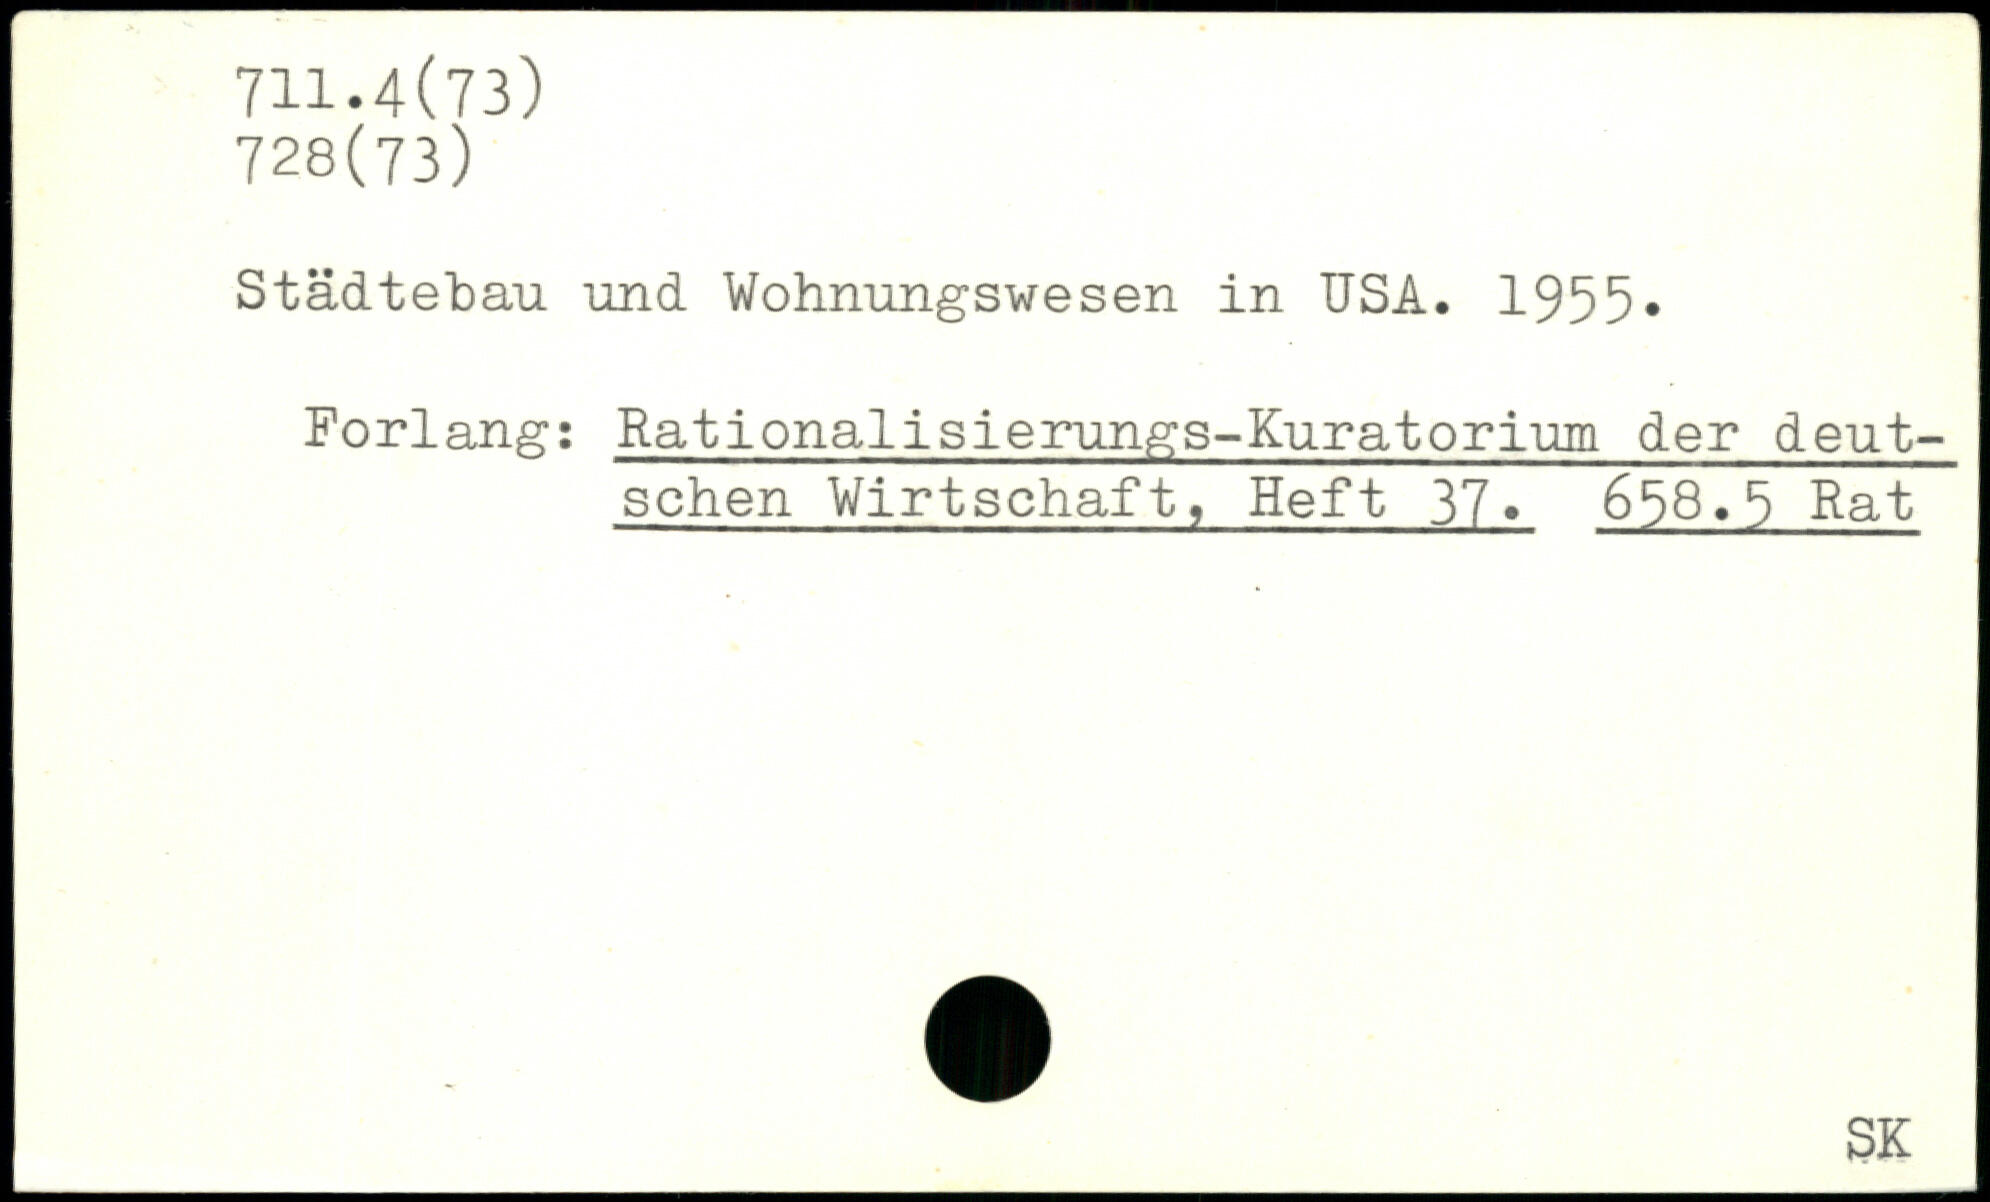 711.4(73)
728(73)
Städtebau und Wohnungswesen in USA. 1955.
Forlang: Rationalisierungs-Kuratorium der deut-
schen Wirtschaft, Heft 37. 658.5 Rat
SK